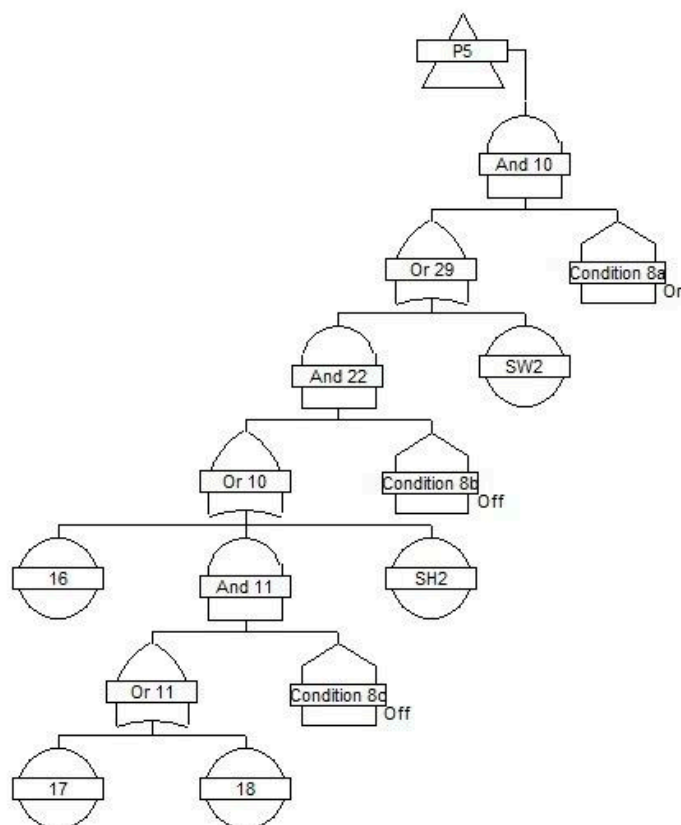 P5
And 10
Or 29
Condition 8a
On
And 22
SW2
Or 10
Condition 8b
Off
16
And 11
SH2
Or 11
Condition 8c
Off
17
18